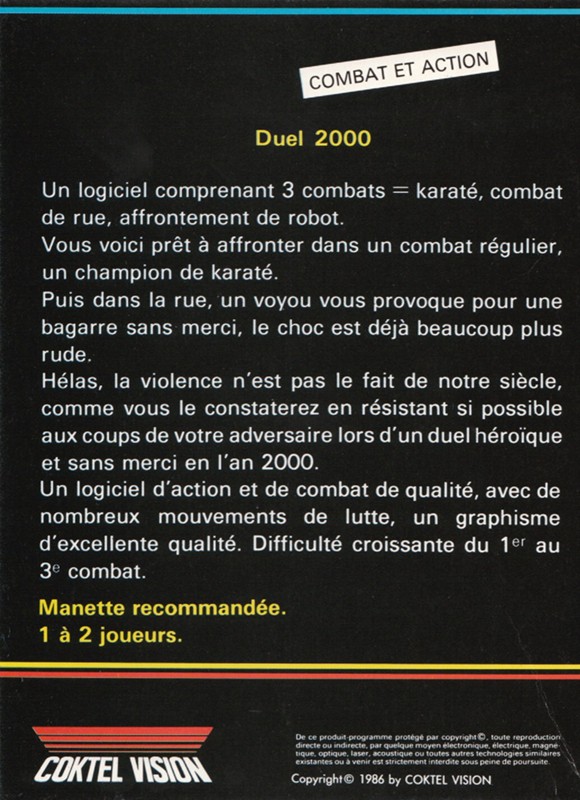 COMBAT ET ACTION
Duel 2000
Un logiciel comprenant 3 combats = karaté, combat
de rue, affrontement de robot.
Vous voici prêt à affronter dans un combat régulier,
un champion de karaté.
Puis dans la rue, un voyou vous provoque pour une
bagarre sans merci, le choc est déjà beaucoup plus
rude.
Hélas, la violence n'est pas le fait de notre siècle,
comme vous le constaterez en résistant si possible
aux coups de votre adversaire lors d'un duel héroïque
et sans merci en l'an 2000.
Un logiciel d'action et de combat de qualité, avec de
nombreux mouvements de lutte, un graphisme
d'excellente qualité. Difficulté croissante du 1er au
3e combat.
Manette recommandée.
1 à 2 joueurs.
COKTEL VISION
De ce produit-programme protégé par copyright©, toute reproduction
directe ou indirecte, par quelque moyen électronique, électrique, magné-
tique, optique, laser, acoustique ou toutes autres technologies similaires
existantes ou à venir est strictement interdite sous peine de poursuite.
Copyright© 1986 by COKTEL VISION